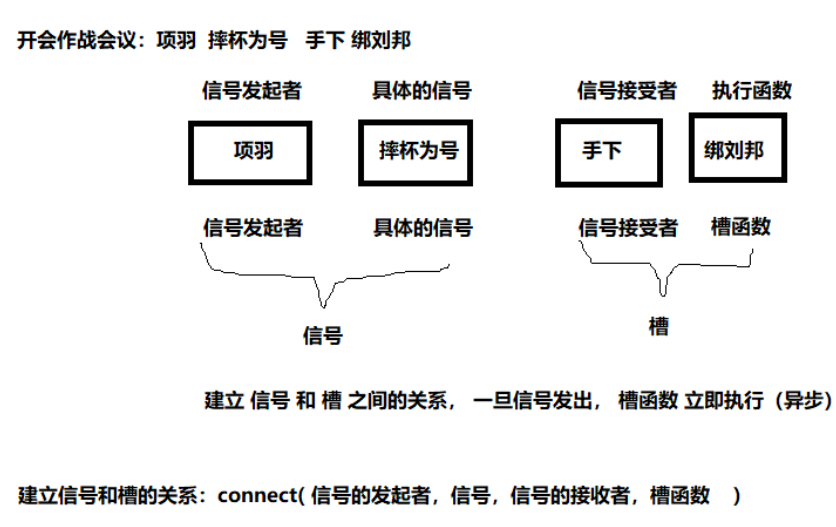 开会作战会议：项羽 摔杯为号 手下 绑刘邦
信号发起者 具体的信号 信号接受者 执行函数
项羽 摔杯为号 手下 绑刘邦
信号发起者 具体的信号 信号接受者 槽函数
信号 槽
建立 信号 和 槽 之间的关系， 一旦信号发出， 槽函数 立即执行（异步）
建立信号和槽的关系：connect( 信号的发起者，信号，信号的接收者，槽函数 )